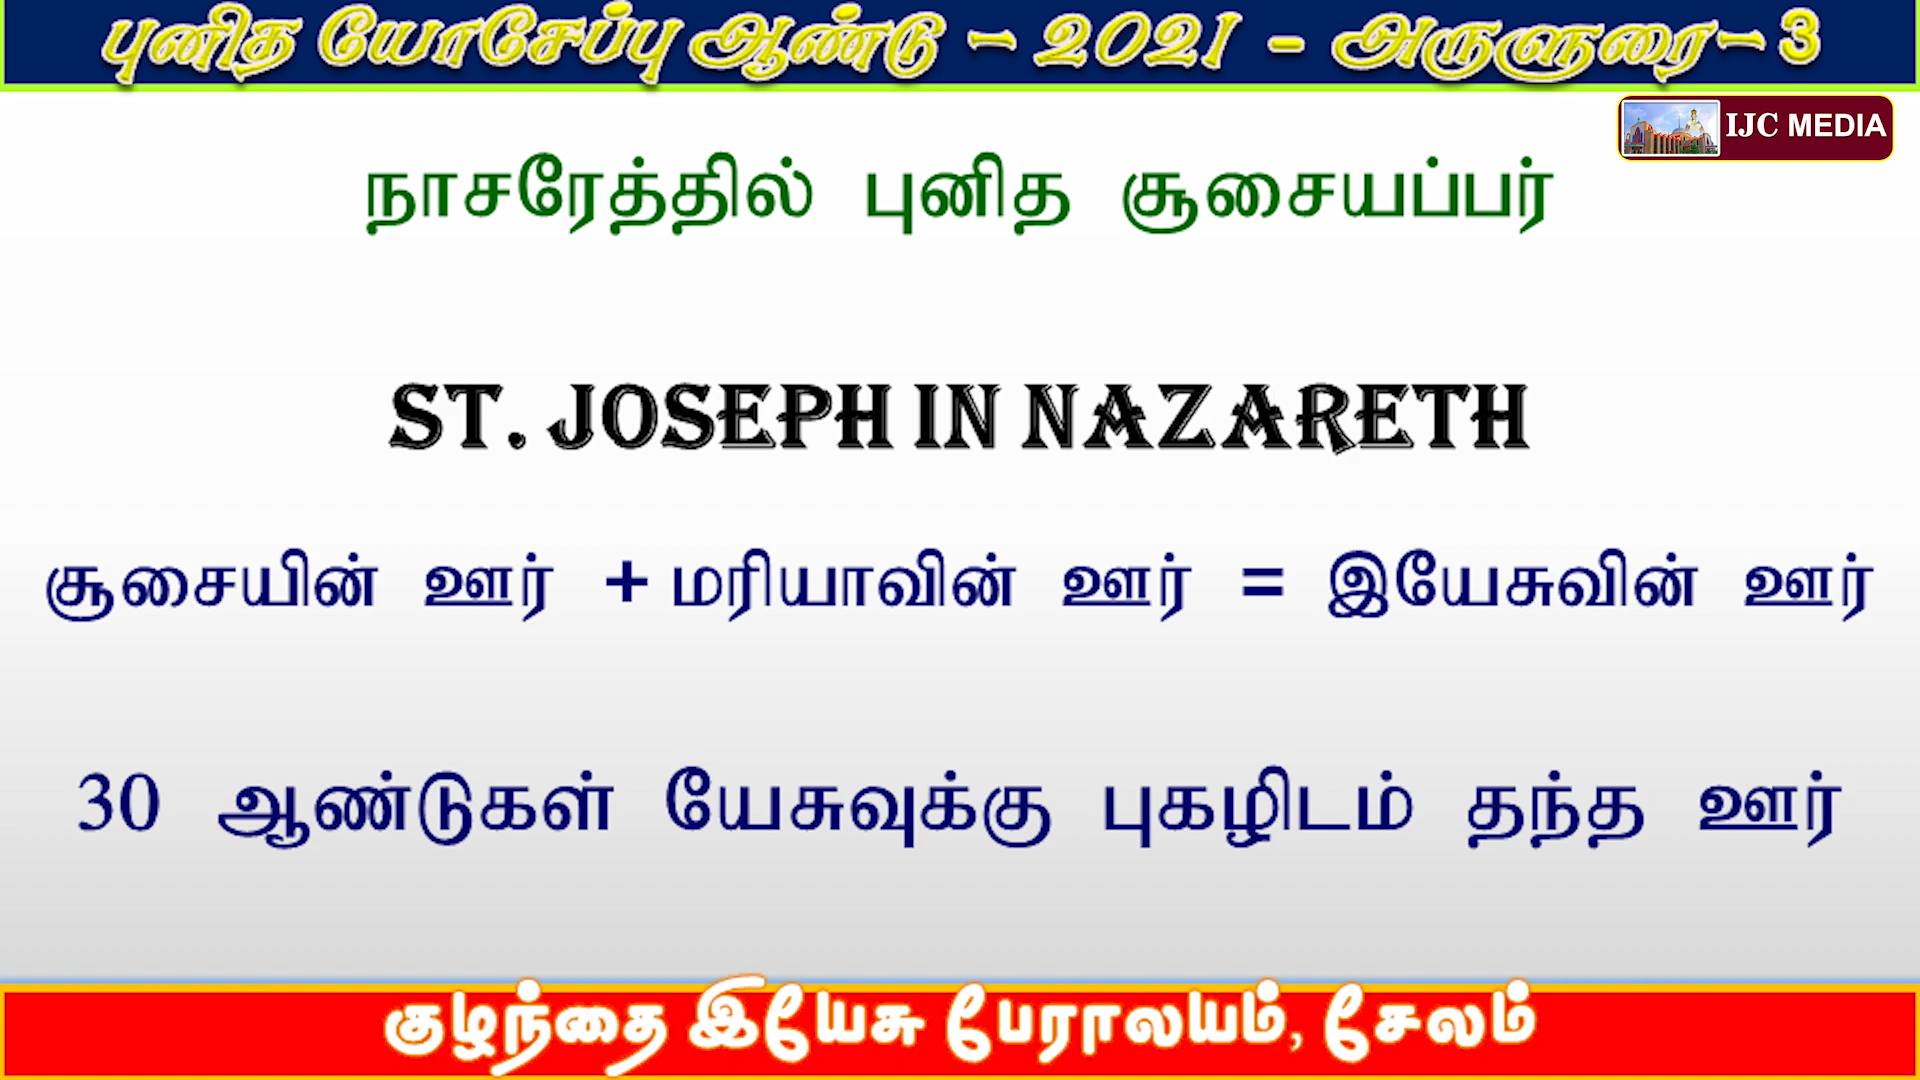 புனித யோசேப்பு ஆண்டு – 2021 - அருளுரை– 3
IJC MEDIA
நாசரேத்தில் புனித சூசையப்பர்
ST. JOSEPH IN NAZARETH
சூசையின் ஊர் + மரியாவின் ஊர் = இயேசுவின் ஊர்
30 ஆண்டுகள் யேசுவுக்கு புகழிடம் தந்த ஊர்
குழந்தை இயேசு பேராலயம், சேலம்